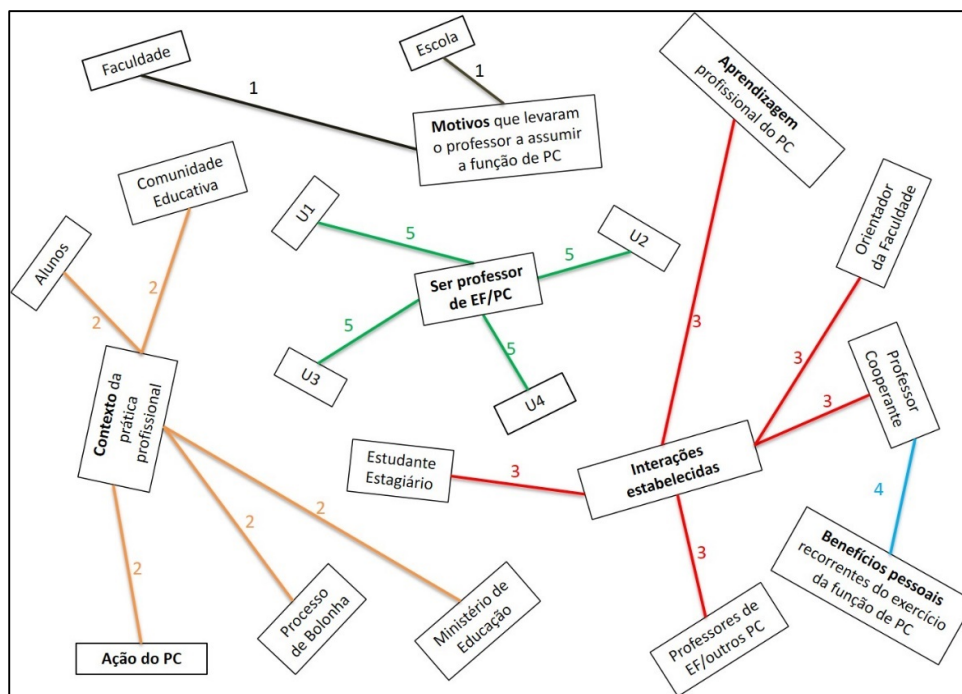 Faculdade
1
Escola
1
Motivos que levaram
o professor a assumir
a função de PC
Aprendizagem
profissional do PC
Comunidade
Educativa
Alunos
2
2
Contexto da
prática
profissional
2
2
2
Ação do PC
Processo
de Bolonha
Ministério de
Educação
U1
5
U2
5
Ser professor
de EF/PC
5
U3
5
U4
Orientador
da Faculdade
3
3
Professor
Cooperante
3
Estudante
Estagiário
3
Interações
estabelecidas
3
Professores de
EF/outros PC
4
Benefícios pessoais
recorrentes do exercício
da função de PC